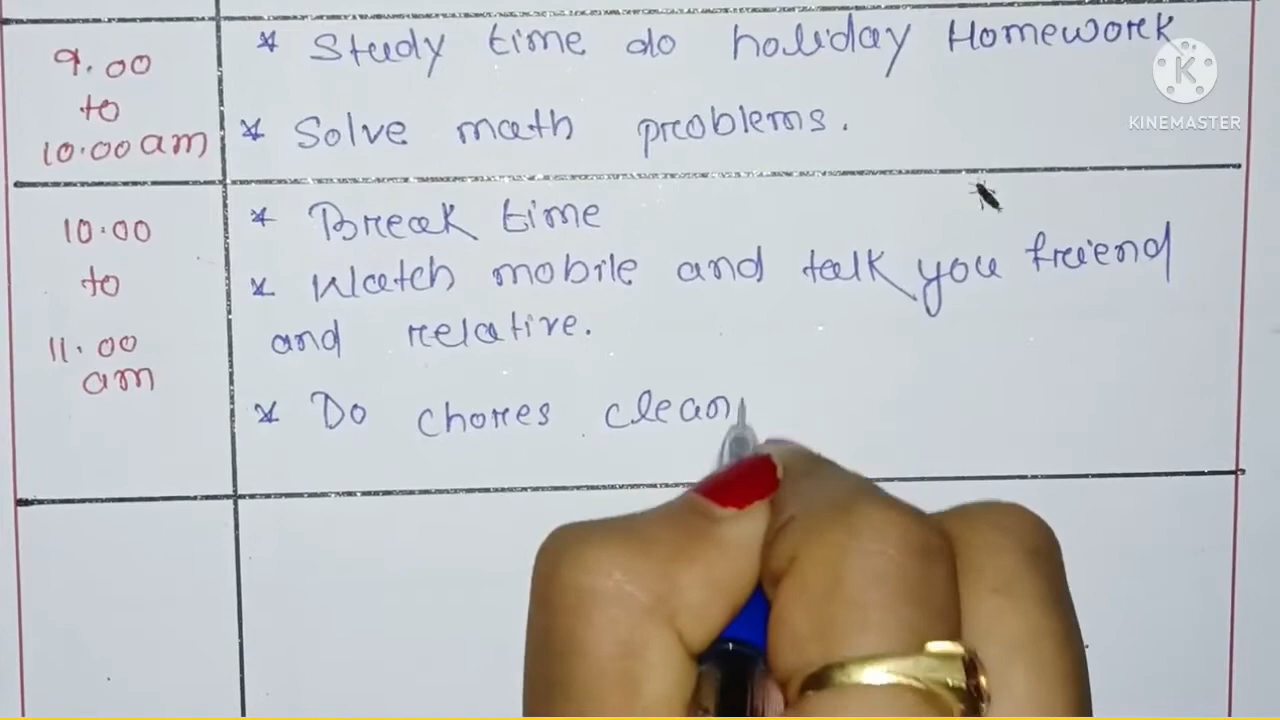 9.00
to
10.00 am
* Study time do holiday Homework
* Solve math problems.
K
KINEMASTER
10.00
to
11.00
am
* Break time
* Watch mobile and talk you friend
and relative.
* Do chores clean